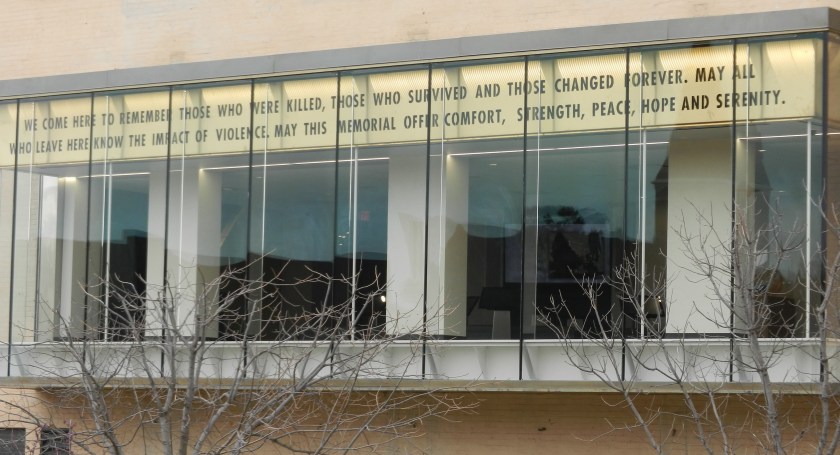 WE COME HERE TO REMEMBER THOSE WHO WERE KILLED, THOSE WHO SURVIVED AND THOSE CHANGED FOREVER. MAY ALL
WHO LEAVE HERE KNOW THE IMPACT OF VIOLENCE. MAY THIS MEMORIAL OFFER COMFORT, STRENGTH, PEACE, HOPE AND SERENITY.